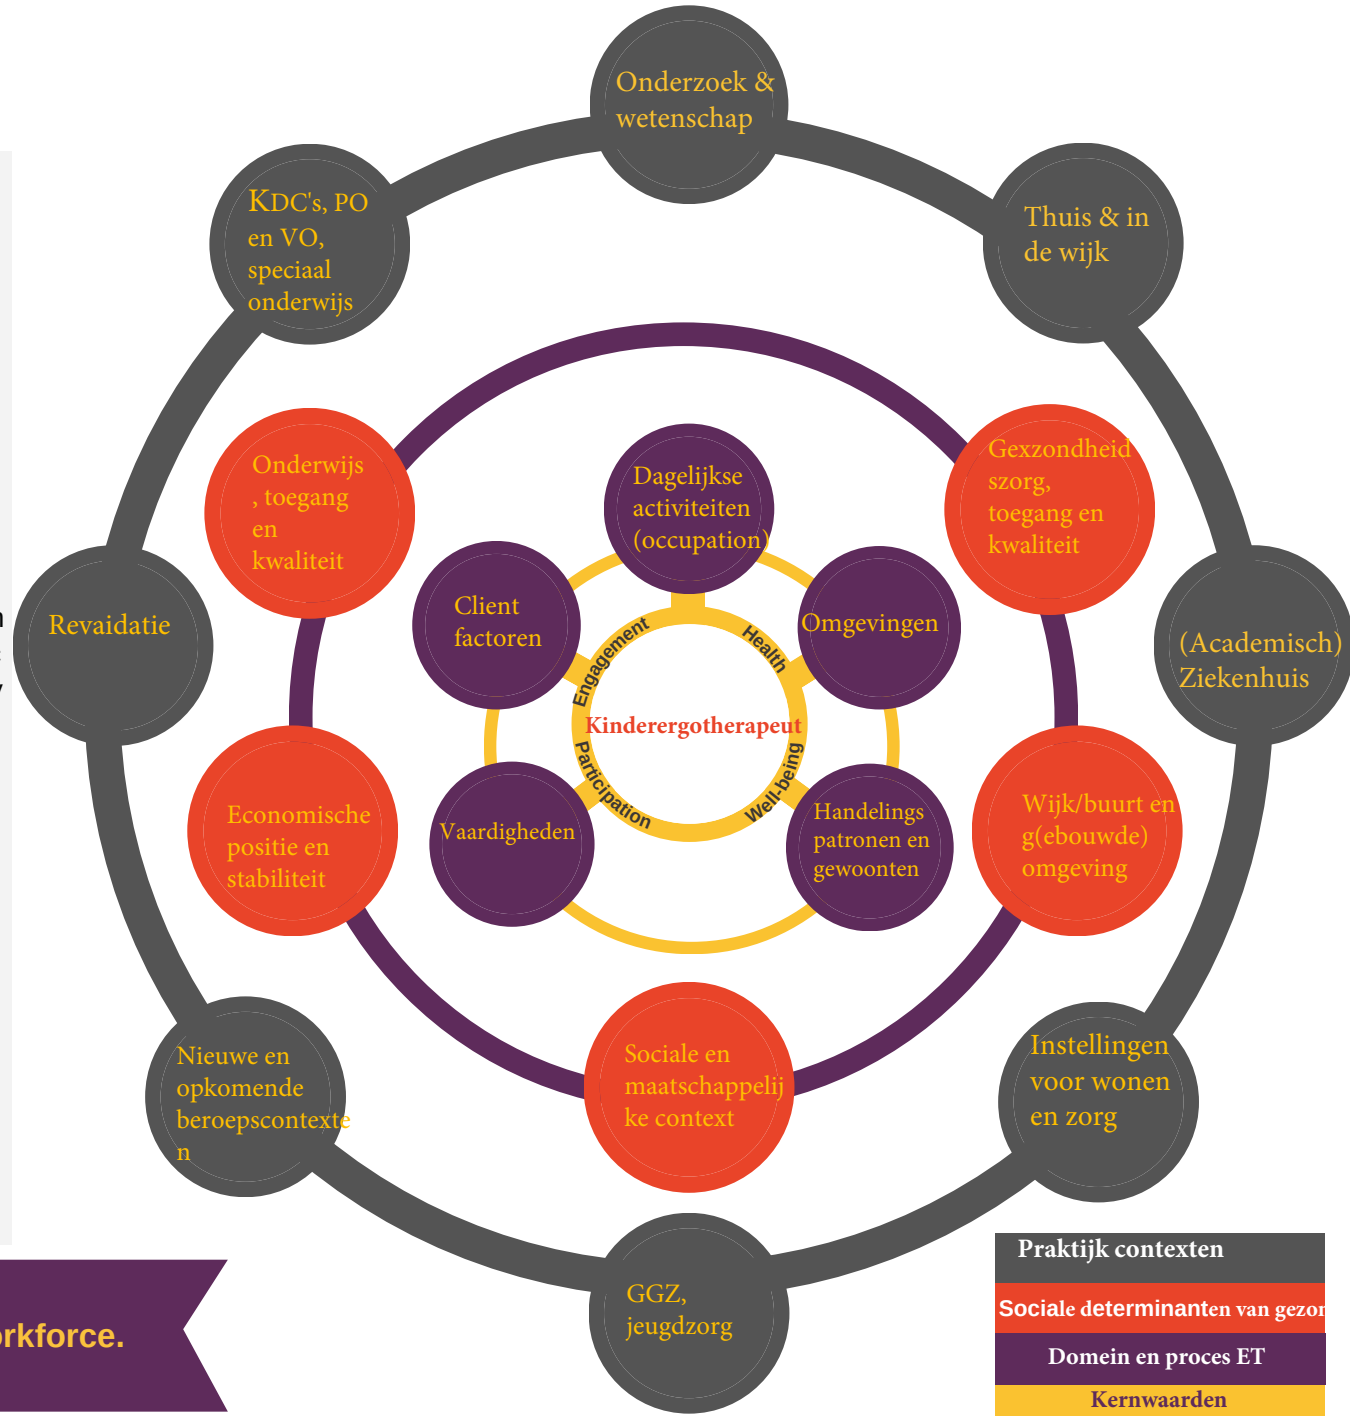 Onderzoek &
wetenschap
KDC's, PO
en VO,
speciaal
onderwijs
Thuis & in
de wijk
Onderwijs
, toegang
en
kwaliteit
Gexzondheid
szorg,
toegang en
kwaliteit
Dagelijkse
activiteiten
(occupation)
Client
factoren
Omgevingen
Revaidatie
(Academisch)
Ziekenhuis
Engagement
Health
Kinderergotherapeut
Participation
Well-being
Economische
positie en
stabiliteit
Vaardigheden
Handelings
patronen en
gewoonten
Wijk/buurt en
g(ebouwde)
omgeving
Nieuwe en
opkomende
beroepscontexte
n
Sociale en
maatschappelij
ke context
Instellingen
voor wonen
en zorg
GGZ,
jeugdzorg
orkforce.
Praktijk contexten
Sociale determinanten van gezon
Domein en proces ET
Kernwaarden